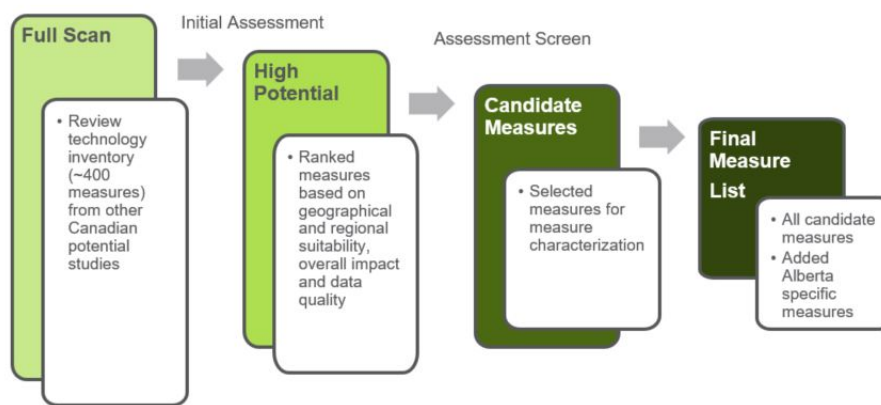 Full Scan
Initial Assessment
• Review
technology
inventory
(~400
measures)
from other
Canadian
potential
studies
High
Potential
Assessment Screen
• Ranked
measures
based on
geographical
and regional
suitability,
overall impact
and data
quality
Candidate
Measures
• Selected
measures for
measure
characterization
Final
Measure
List
• All candidate
measures
• Added
Alberta
specific
measures